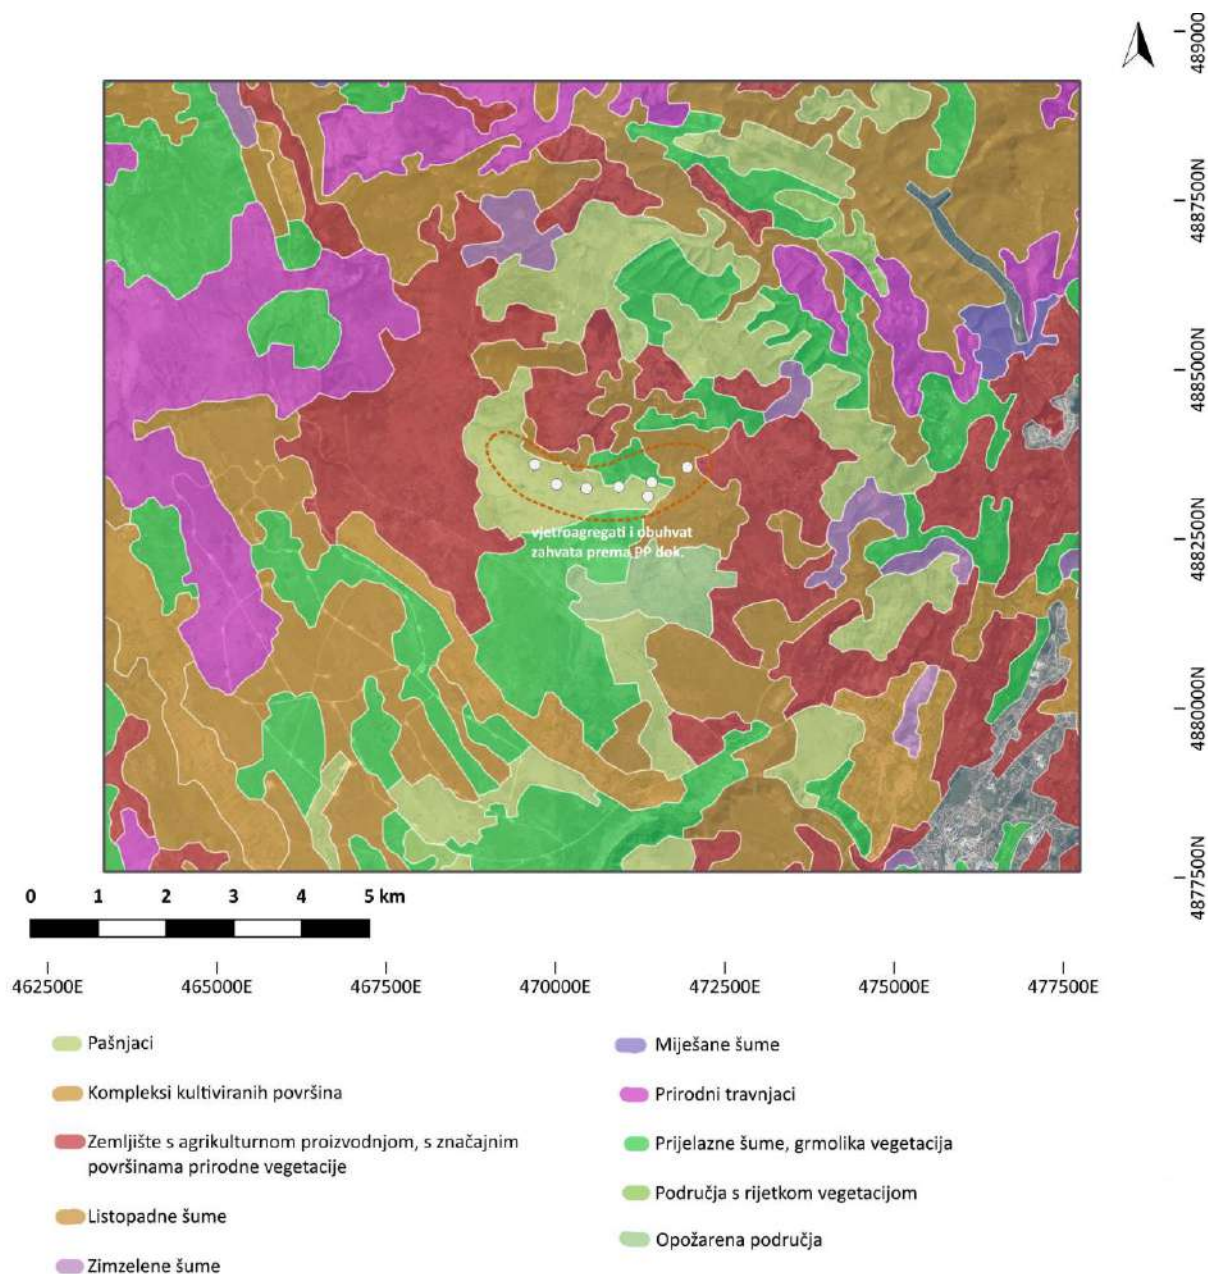 489000
4887500N
4885000N
4882500N
4880000N
4877500N
vjetroagregati i obuhvat
zahvata prema PP dok.
0 1 2 3 4 5 km
462500E 465000E 467500E 470000E 472500E 475000E 477500E
Pašnjaci
Kompleksi kultiviranih površina
Zemljište s agrikulturnom proizvodnjom, s značajnim
površinama prirodne vegetacije
Listopadne šume
Zimzelene šume
Miješane šume
Prirodni travnjaci
Prijelazne šume, grmolika vegetacija
Područja s rijetkom vegetacijom
Opožarena područja